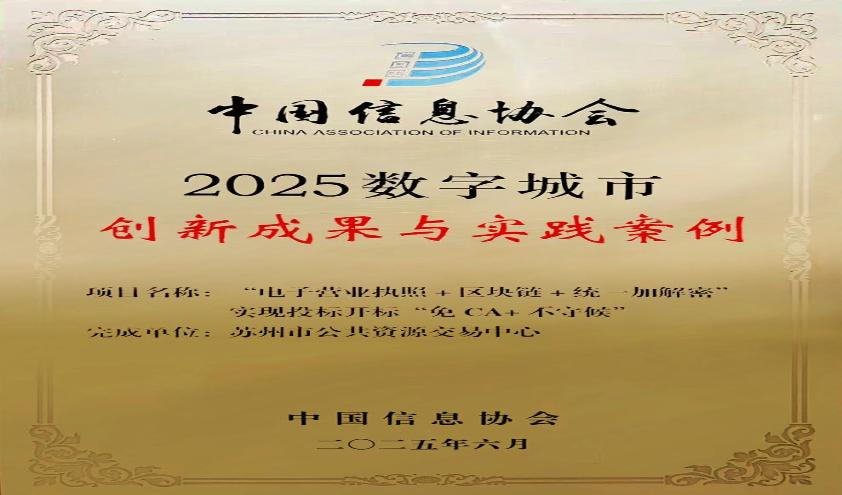 中国信息协会
CHINA ASSOCIATION OF INFORMATION
2025数字城市
创新成果与实践案例
项目名称：“电子营业执照+区块链+统一加解密”
实现投标开标“免CA+不守候”
完成单位：苏州市公共资源交易中心
中国信息协会
二〇二五年六月